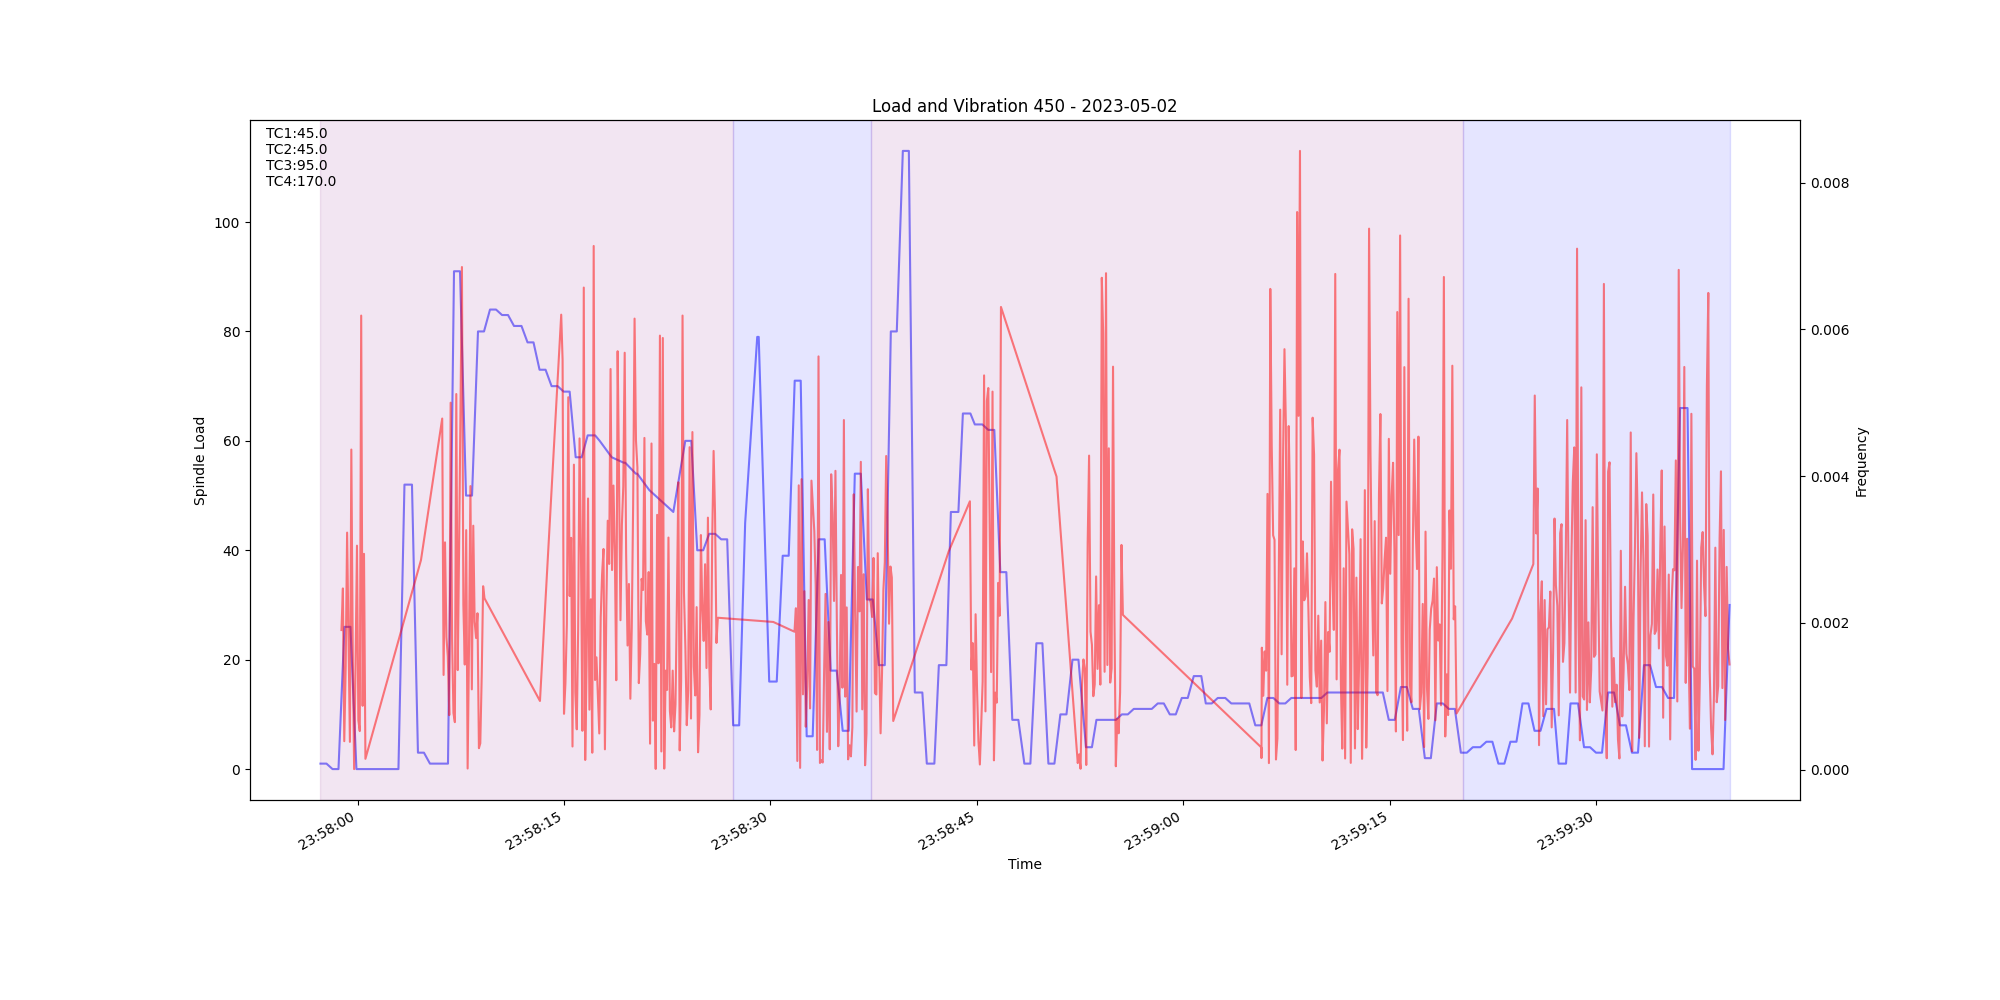 Load and Vibration 450 - 2023-05-02
TC1:45.0
TC2:45.0
TC3:95.0
TC4:170.0
100
80
60
40
20
0
Spindle Load
0.008
0.006
0.004
0.002
0.000
Frequency
23:58:00
23:58:15
23:58:30
23:58:45
23:59:00
23:59:15
23:59:30
Time